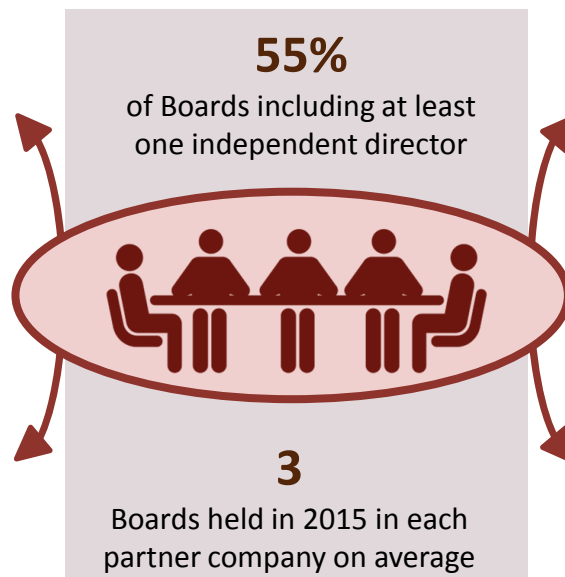 55%
of Boards including at least
one independent director
3
Boards held in 2015 in each
partner company on average